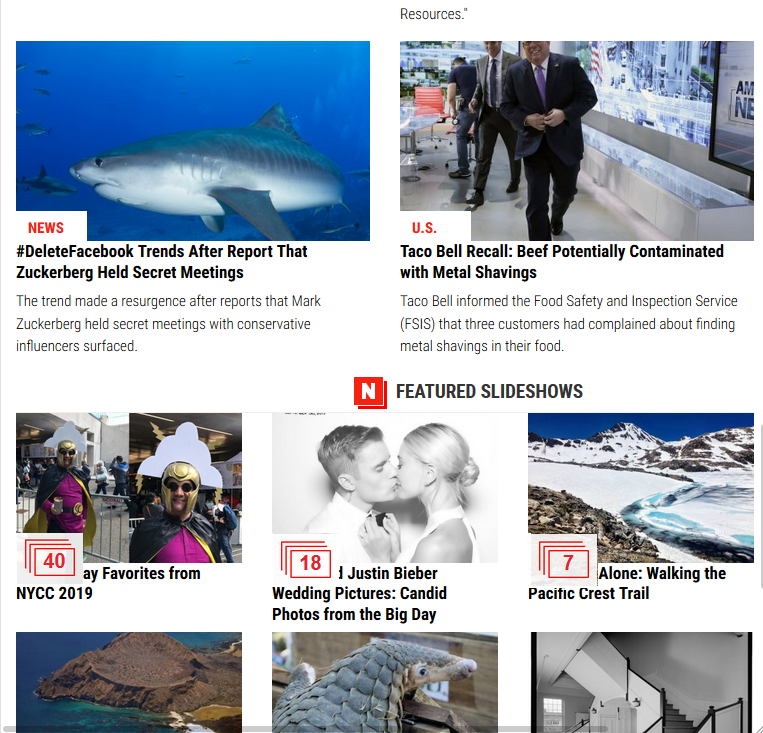 Resources."
AM
NE
NEWS
#DeleteFacebook Trends After Report That
Zuckerberg Held Secret Meetings
The trend made a resurgence after reports that Mark
Zuckerberg held secret meetings with conservative
influencers surfaced.
U.S.
Taco Bell Recall: Beef Potentially Contaminated
with Metal Shavings
Taco Bell informed the Food Safety and Inspection Service
(FSIS) that three customers had complained about finding
metal shavings in their food.
N FEATURED SLIDESHOWS
40
ay Favorites from
NYCC 2019
18
d Justin Bieber
Wedding Pictures: Candid
Photos from the Big Day
7
Alone: Walking the
Pacific Crest Trail